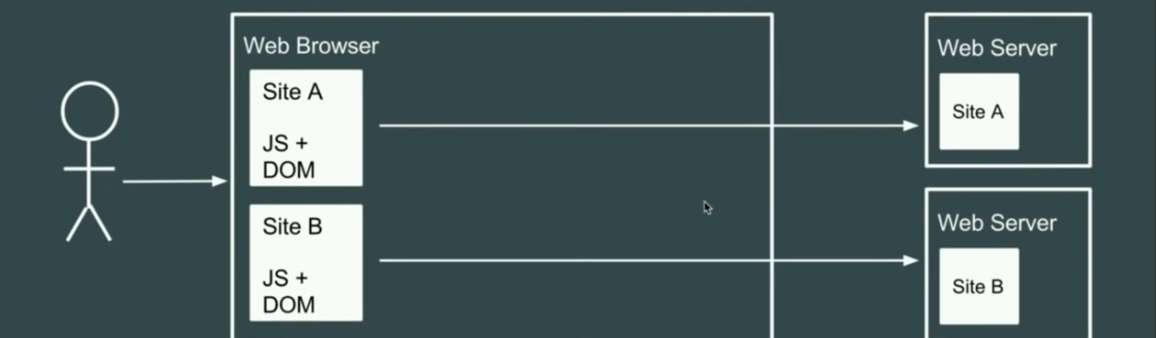 Web Browser
Site A
JS +
DOM
Site B
JS +
DOM
Web Server
Site A
Web Server
Site B